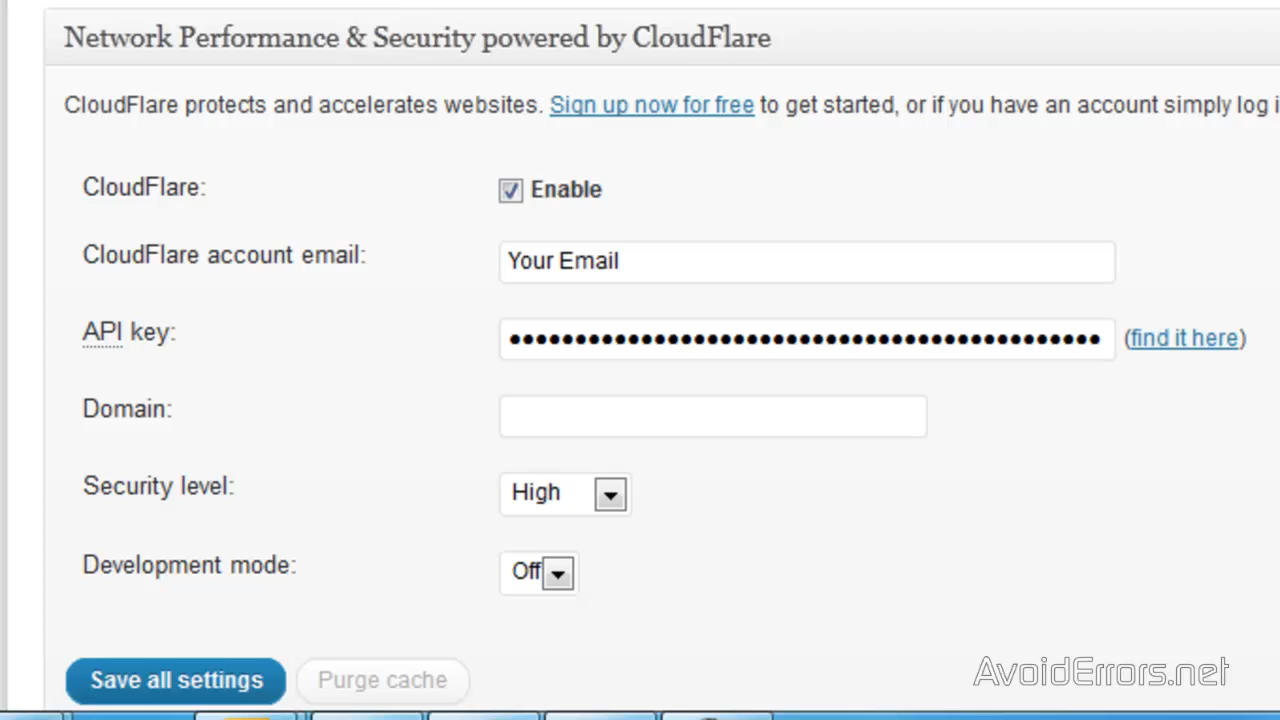 Network Performance & Security powered by CloudFlare
CloudFlare protects and accelerates websites. Sign up now for free to get started, or if you have an account simply log i
CloudFlare: Enable
CloudFlare account email: Your Email
API key: ••••••••••••••••••••••••••••••••••••••••••••• (find it here)
Domain:
Security level: High
Development mode: Off
Save all settings Purge cache
AvoidErrors.net